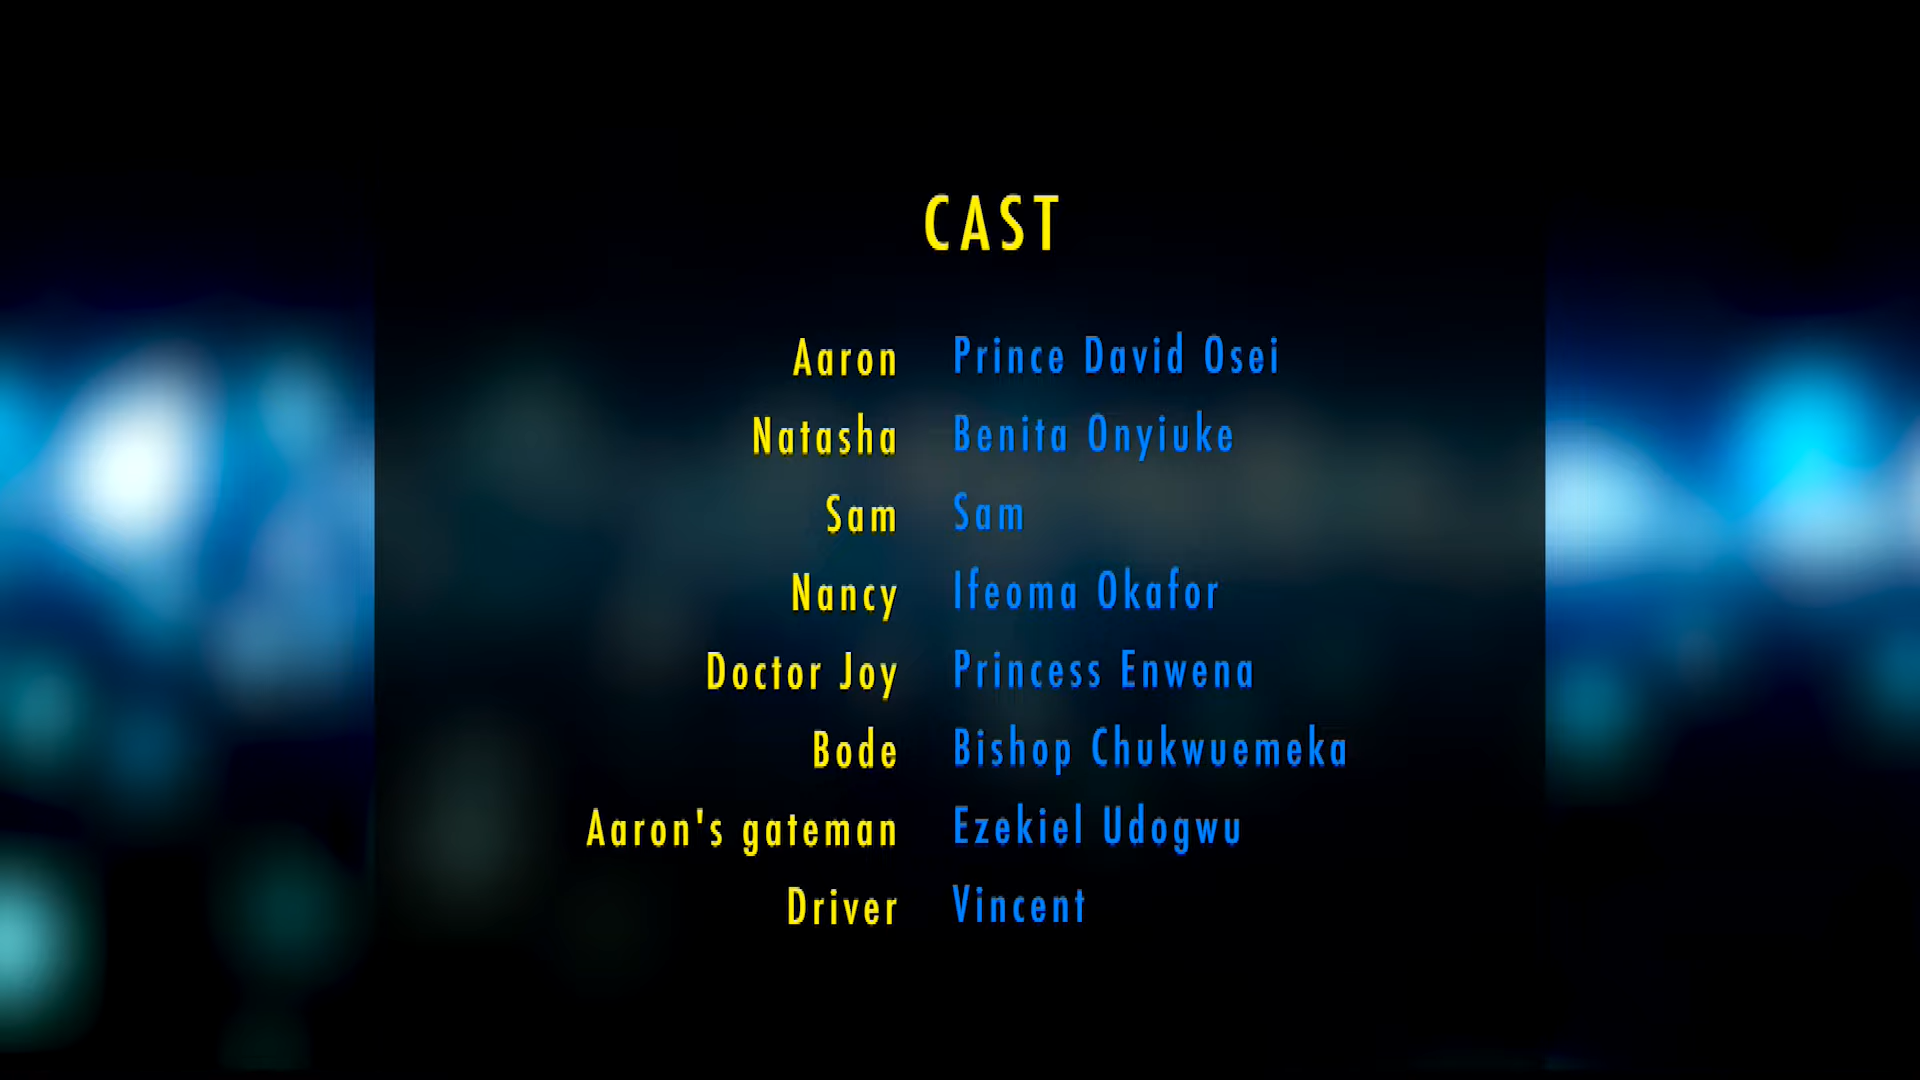 CAST
Aaron Prince David Osei
Natasha Benita Onyiuke
Sam Sam
Nancy Ifeoma Okafor
Doctor Joy Princess Enwena
Bode Bishop Chukwuemeka
Aaron's gateman Ezekiel Udogwu
Driver Vincent